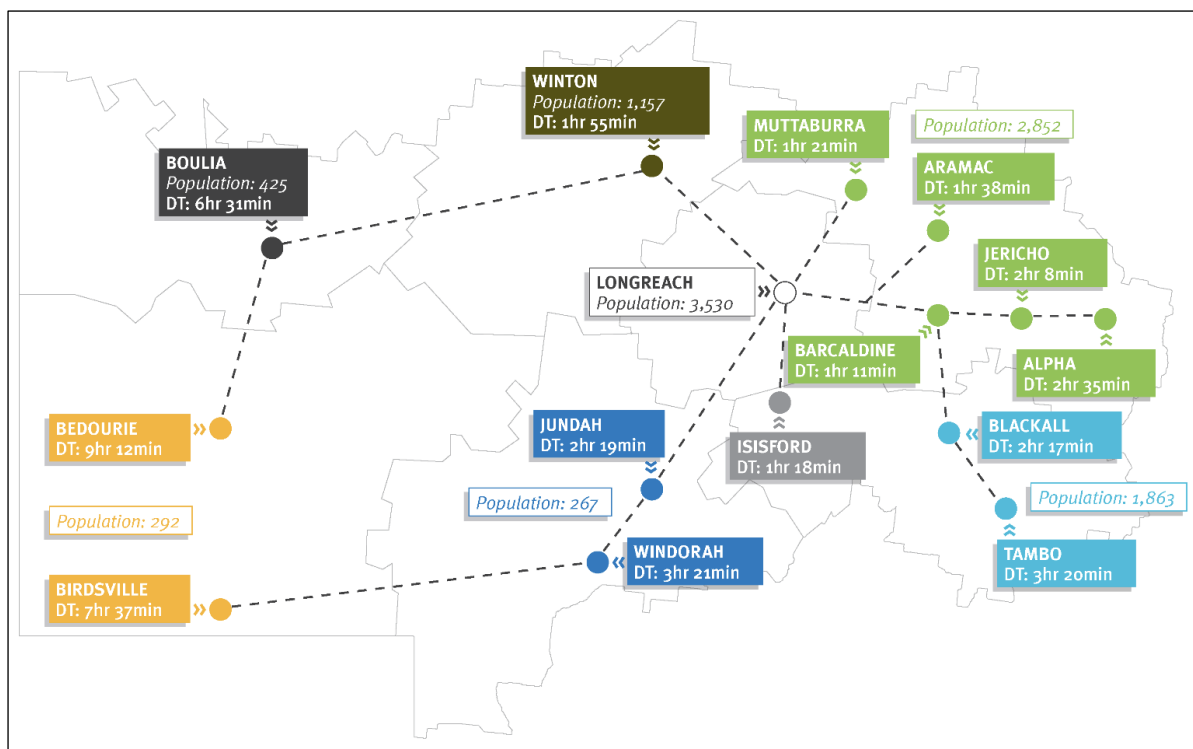 WINTON
Population: 1,157
DT: 1hr 55min
MUTTABURRA
DT: 1hr 21min
Population: 2,852
ARAMAC
DT: 1hr 38min
BOULIA
Population: 425
DT: 6hr 31min
JERICHO
DT: 2hr 8min
LONGREACH
Population: 3,530
BARCALDINE
DT: 1hr 11min
ALPHA
DT: 2hr 35min
BEDOURIE
DT: 9hr 12min
JUNDAH
DT: 2hr 19min
ISISFORD
DT: 1hr 18min
BLACKALL
DT: 2hr 17min
Population: 292
Population: 267
Population: 1,863
BIRDSVILLE
DT: 7hr 37min
WINDORAH
DT: 3hr 21min
TAMBO
DT: 3hr 20min